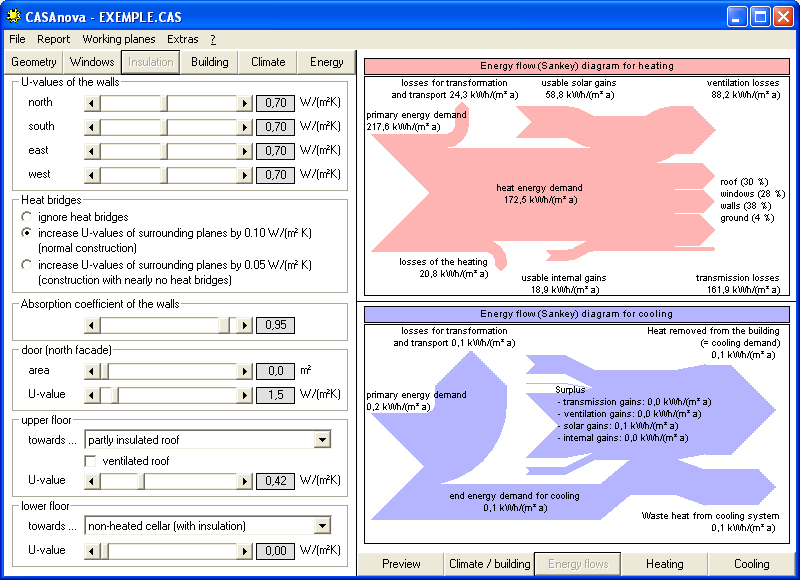 CASAnova - EXEMPLE.CAS
File Report Working planes Extras ?
Geometry Windows Insulation Building Climate Energy
U-values of the walls
north 0,70 W/(m²K)
south 0,70 W/(m²K)
east 0,70 W/(m²K)
west 0,70 W/(m²K)
Heat bridges
ignore heat bridges
increase U-values of surrounding planes by 0.10 W/(m² K)
(normal construction)
increase U-values of surrounding planes by 0.05 W/(m² K)
(construction with nearly no heat bridges)
Absorption coefficient of the walls
0,95
door (north facade)
area 0,0 m²
U-value 1,5 W/(m²K)
upper floor
towards ... partly insulated roof
ventilated roof
U-value 0,42 W/(m²K)
lower floor
towards ... non-heated cellar (with insulation)
U-value 0,00 W/(m²K)
Energy flow (Sankey) diagram for heating
losses for transformation
and transport 24,3 kWh/(m² a)
usable solar gains
58,8 kWh/(m² a)
ventilation losses
88,2 kWh/(m² a)
primary energy demand
217,6 kWh/(m² a)
heat energy demand
172,5 kWh/(m² a)
roof (30 %)
windows (28 %)
walls (38 %)
ground (4 %)
losses of the heating
20,8 kWh/(m² a)
usable internal gains
18,9 kWh/(m² a)
transmission losses
161,9 kWh/(m² a)
Energy flow (Sankey) diagram for cooling
losses for transformation
and transport 0,1 kWh/(m² a)
Heat removed from the building
(= cooling demand)
0,1 kWh/(m² a)
primary energy demand
0,2 kWh/(m² a)
Surplus
- transmission gains: 0,0 kWh/(m² a)
- ventilation gains: 0,0 kWh/(m² a)
- solar gains: 0,1 kWh/(m² a)
- internal gains: 0,0 kWh/(m² a)
end energy demand for cooling
0,1 kWh/(m² a)
Waste heat from cooling system
0,1 kWh/(m² a)
Preview Climate / building Energy flows Heating Cooling